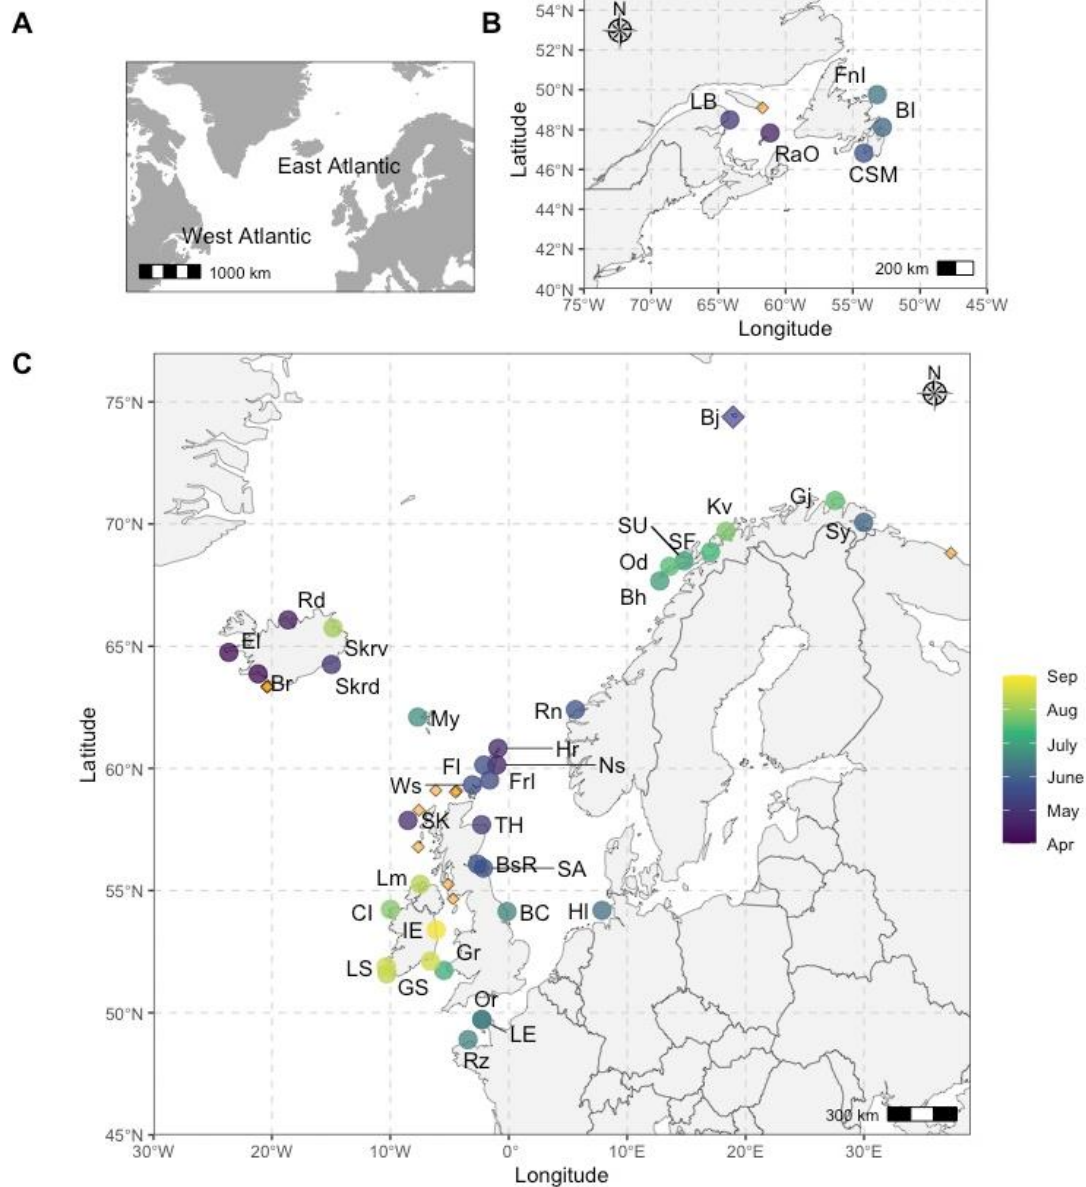 A
East Atlantic
West Atlantic
1000 km
B
N
54°N
52°N
50°N
48°N
46°N
44°N
42°N
40°N
Latitude
FnI
LB
BI
RaO
CSM
200 km
75°W 70°W 65°W 60°W 55°W 50°W 45°W
Longitude
C
N
75°N
70°N
65°N
60°N
55°N
50°N
45°N
Latitude
Bj
Gj
Kv
SU
SF
Sy
Od
Bh
Rd
El
Skrv
Br
Skrd
My
Rn
Hr
Fl
Ns
Ws
FrI
SK
TH
BsR
SA
Lm
CI
BC
Hl
IE
Gr
LS
GS
Or
LE
Rz
300 km
30°W 20°W 10°W 0° 10°E 20°E 30°E
Longitude
Sep
Aug
July
June
May
Apr